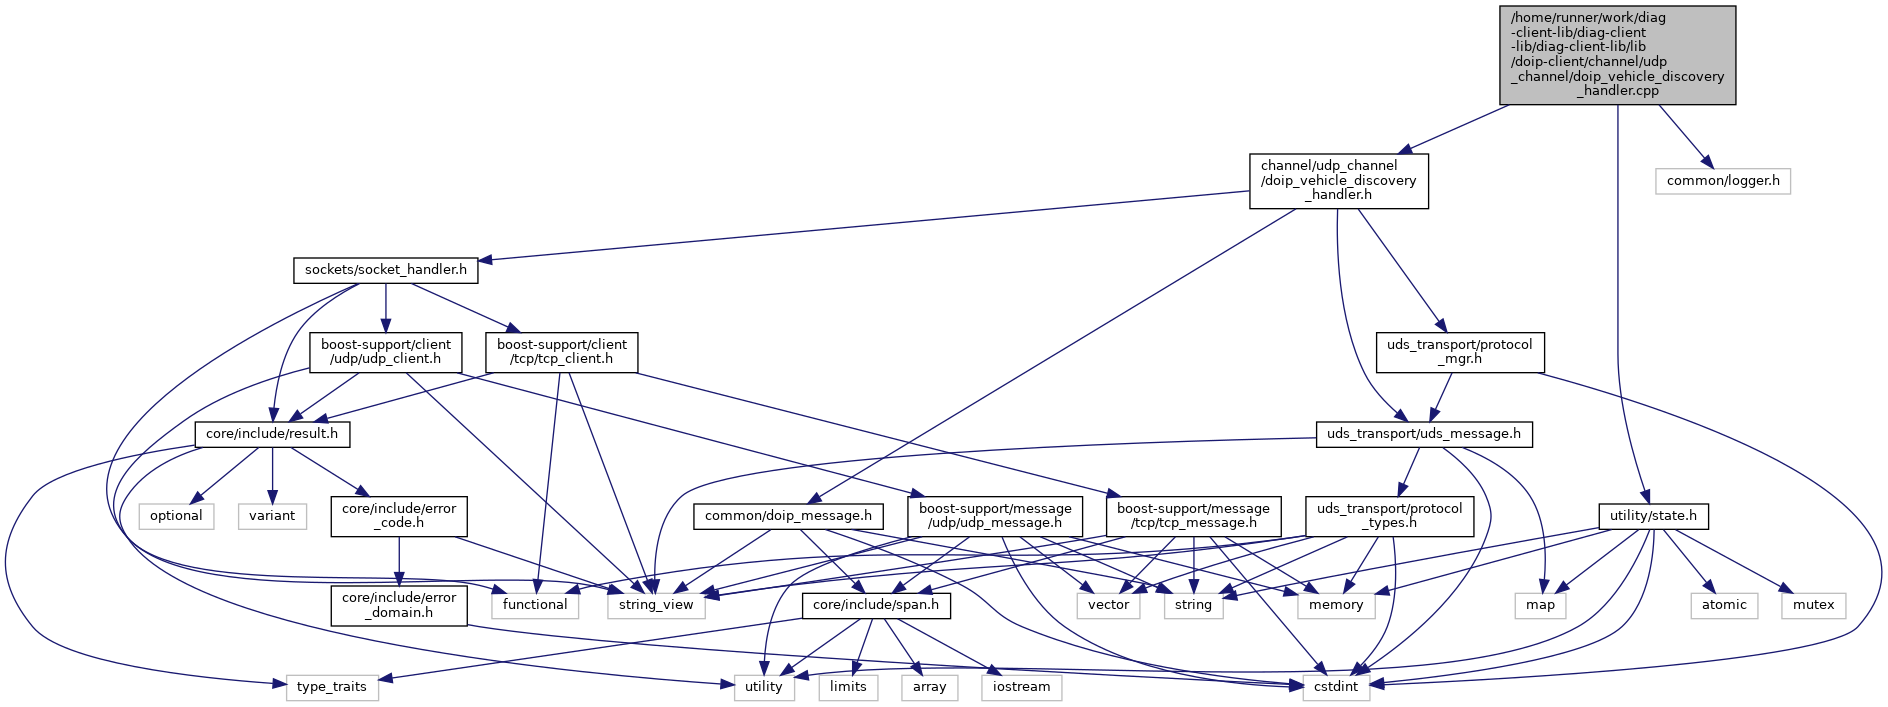 /home/runner/work/diag
-client-lib/diag-client
-lib/diag-client-lib/lib
/doip-client/channel/udp
_channel/doip_vehicle_discovery
_handler.cpp
channel/udp_channel
/doip_vehicle_discovery
_handler.h
common/logger.h
sockets/socket_handler.h
boost-support/client
/udp/udp_client.h
boost-support/client
/tcp/tcp_client.h
uds_transport/protocol
_mgr.h
core/include/result.h
uds_transport/uds_message.h
optional
variant
core/include/error
_code.h
common/doip_message.h
boost-support/message
/udp/udp_message.h
boost-support/message
/tcp/tcp_message.h
uds_transport/protocol
_types.h
utility/state.h
core/include/error
_domain.h
functional
string_view
core/include/span.h
vector
string
memory
map
atomic
mutex
type_traits
utility
limits
array
iostream
cstdint